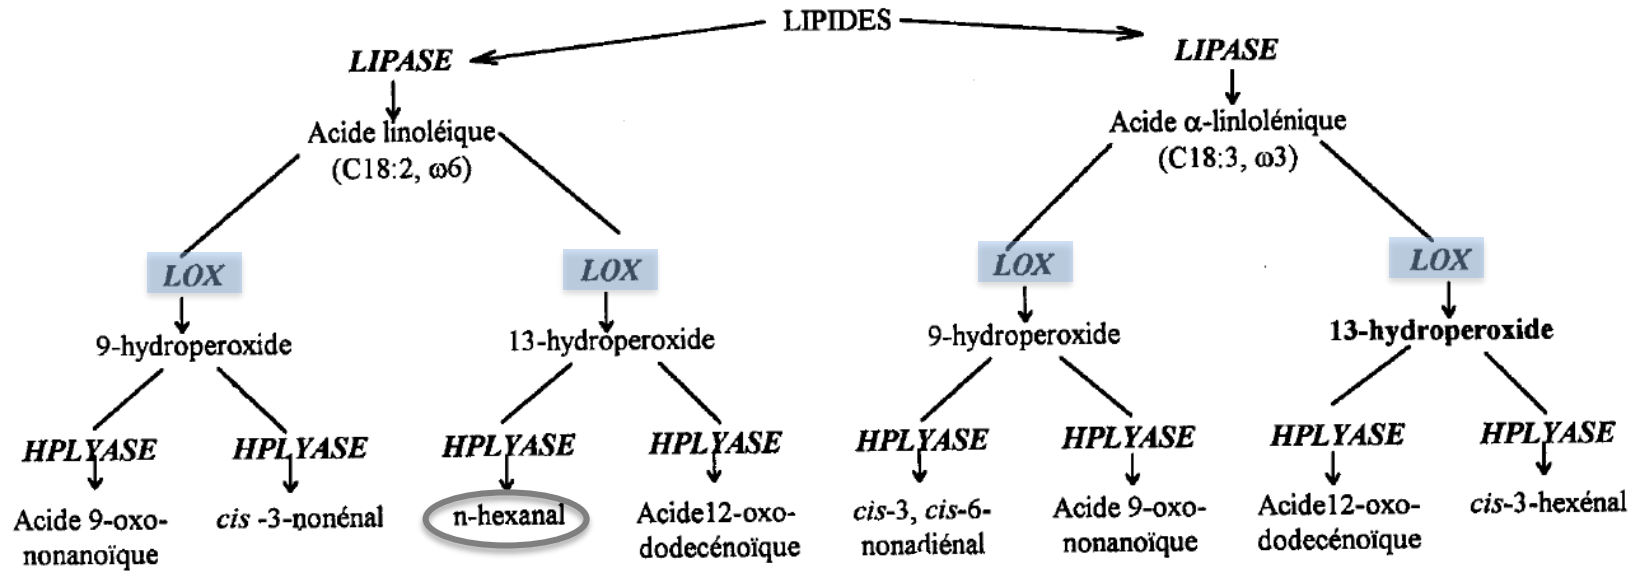 LIPIDES
LIPASE
LIPASE
Acide linoléique
(C18:2, ω6)
Acide α-linlolénique
(C18:3, ω3)
LOX
LOX
LOX
LOX
9-hydroperoxide
13-hydroperoxide
9-hydroperoxide
13-hydroperoxide
HPLYASE
HPLYASE
HPLYASE
HPLYASE
HPLYASE
HPLYASE
HPLYASE
HPLYASE
Acide 9-oxo-
nonanoïque
cis -3-nonénal
n-hexanal
Acide12-oxo-
dodecénoïque
cis-3, cis-6-
nonadiénal
Acide 9-oxo-
nonanoïque
Acide12-oxo-
dodecénoïque
cis-3-hexénal